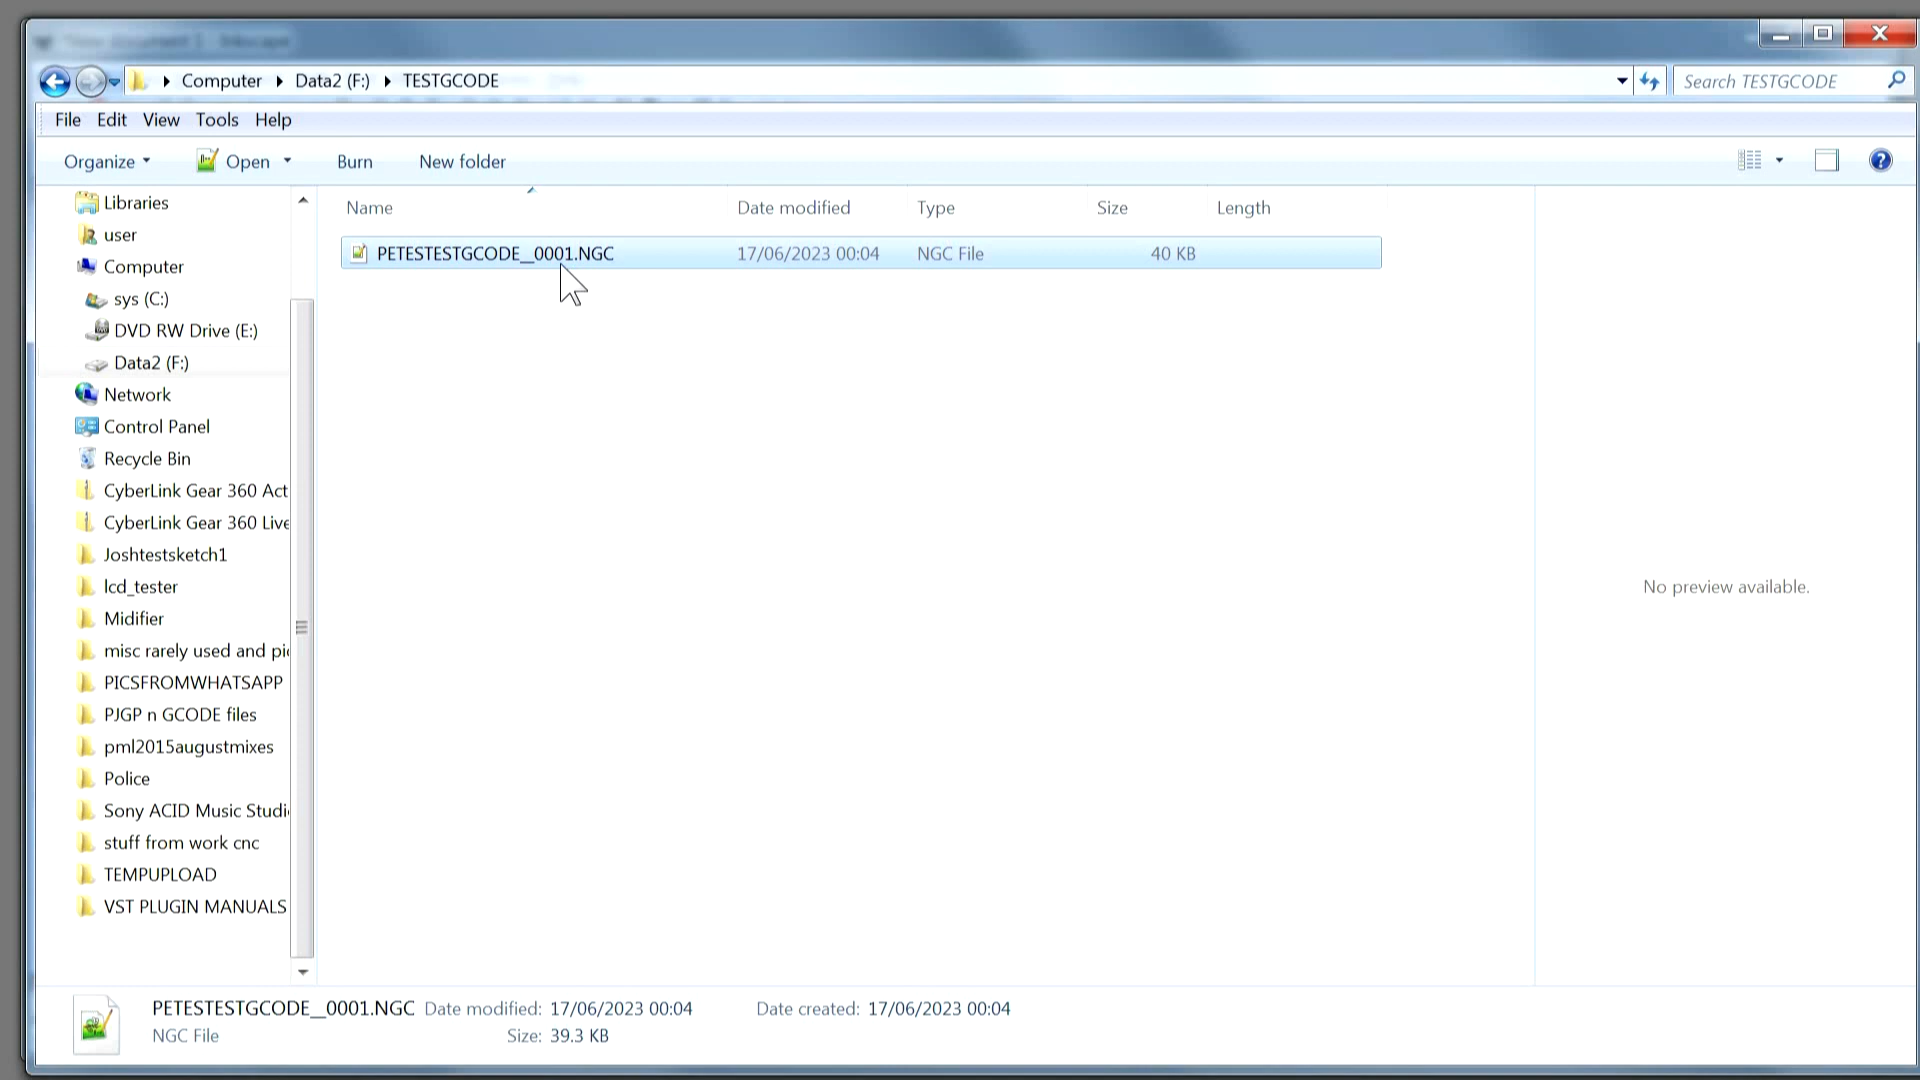 Computer Data2 (F:) TESTGCODE Search TESTGCODE
File Edit View Tools Help
Organize Open Burn New folder
Name Date modified Type Size Length
PETESTESTGCODE__0001.NGC 17/06/2023 00:04 NGC File 40 KB
Libraries
user
Computer
sys (C:)
DVD RW Drive (E:)
Data2 (F:)
Network
Control Panel
Recycle Bin
CyberLink Gear 360 Act
CyberLink Gear 360 Live
Joshtestsketch1
lcd_tester
Midifier
misc rarely used and pi
PICSFROMWHATSAPP
PJGP n GCODE files
pml2015augustmixes
Police
Sony ACID Music Studi
stuff from work cnc
TEMPUPLOAD
VST PLUGIN MANUALS
No preview available.
PETESTESTGCODE__0001.NGC Date modified: 17/06/2023 00:04 Date created: 17/06/2023 00:04
NGC File Size: 39.3 KB